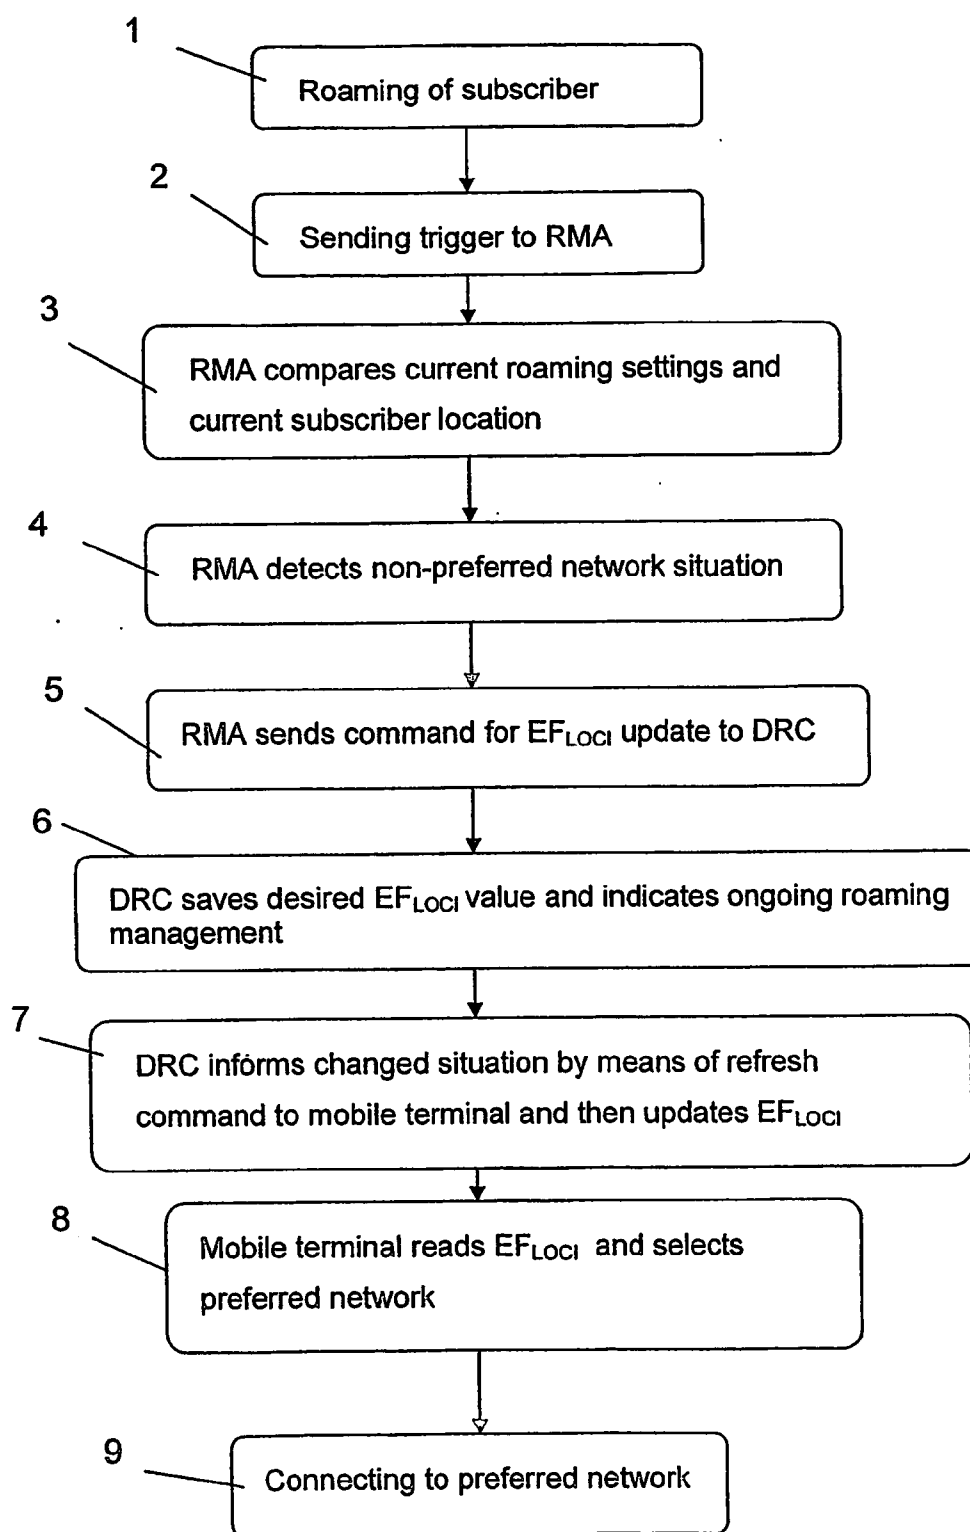 1
Roaming of subscriber
2
Sending trigger to RMA
3
RMA compares current roaming settings and
current subscriber location
4
RMA detects non-preferred network situation
5
RMA sends command for EFLOCI update to DRC
6
DRC saves desired EFLOCI value and indicates ongoing roaming
management
7
DRC informs changed situation by means of refresh
command to mobile terminal and then updates EFLOCI
8
Mobile terminal reads EFLOCI and selects
preferred network
9
Connecting to preferred network